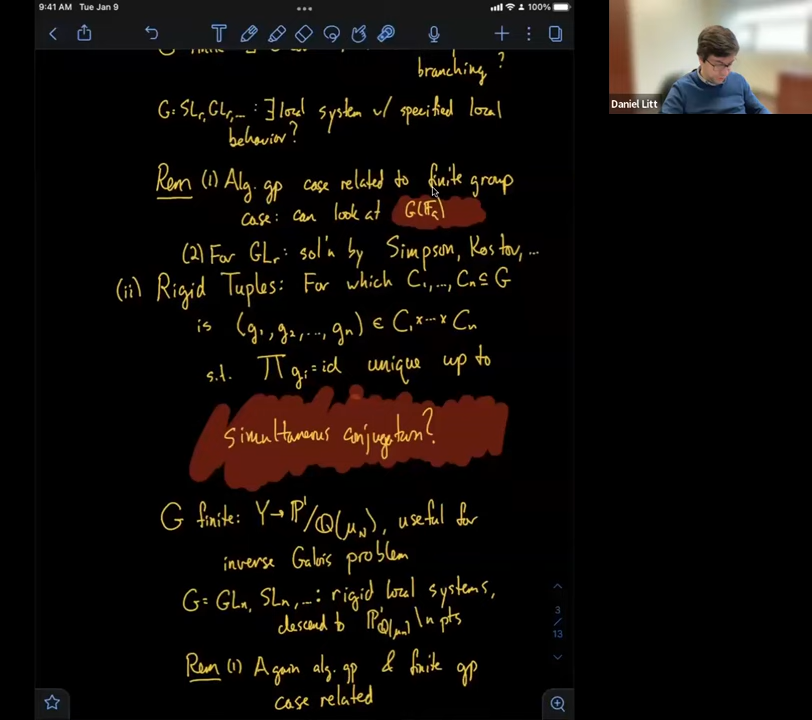 9:41 AM Tue Jan 9
100%
branching?
G=SLr, GLr, ... : ∃ local system w/ specified local
behavior?
Rem (1) Alg. gp case related to finite group
case: can look at G(𝔽q)
(2) For GLr: sol'n by Simpson, Kostov, ...
(ii) Rigid Tuples: For which C₁, ..., Cn ⊆ G
is (g₁, g₂, ..., gn) ∈ C₁ × ... × Cn
s.t. ∏ gi = id unique up to
simultaneous conjugation?
G finite: Y → ℙ¹/ℚ(μN), useful for
inverse Galois problem
G= GLn, SLn, ... : rigid local systems,
descend to ℙ¹ℚ(μn) \ n pts
Rem (1) Again alg. gp & finite gp
case related
3
/
13
Daniel Litt